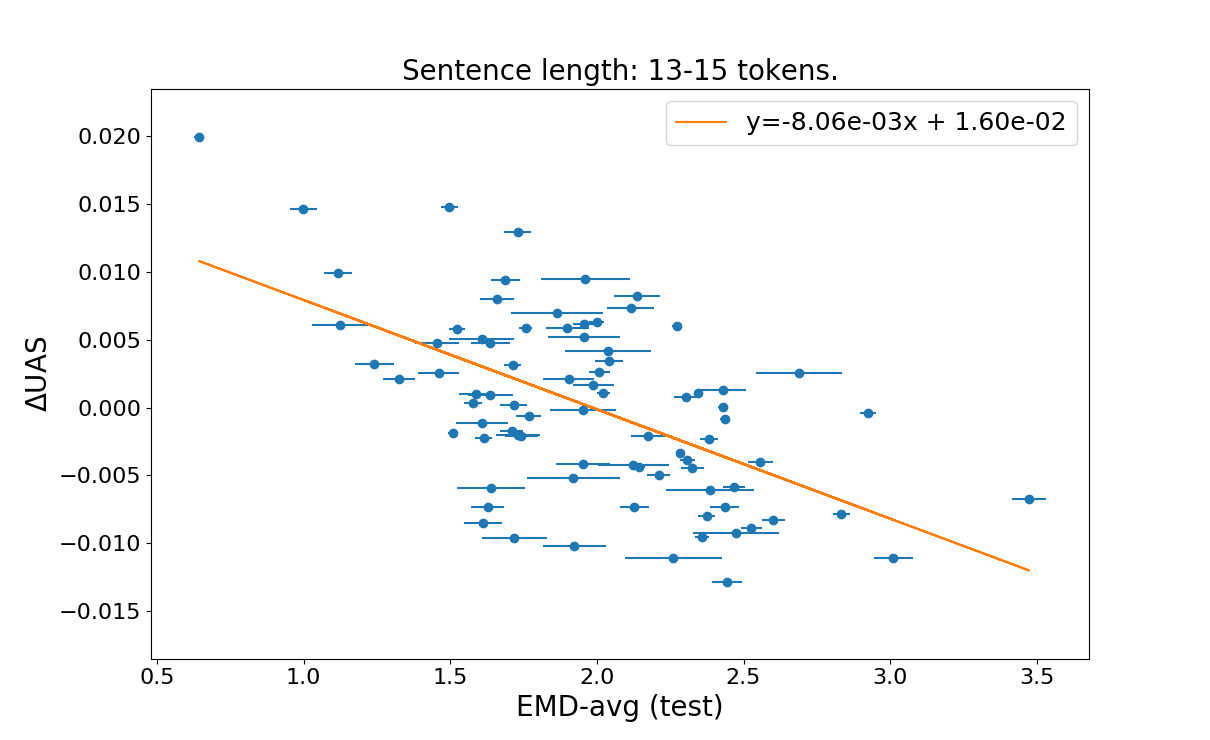 Sentence length: 13-15 tokens.
y=-8.06e-03x + 1.60e-02
0.020
0.015
0.010
0.005
0.000
−0.005
−0.010
−0.015
ΔUAS
0.5 1.0 1.5 2.0 2.5 3.0 3.5
EMD-avg (test)